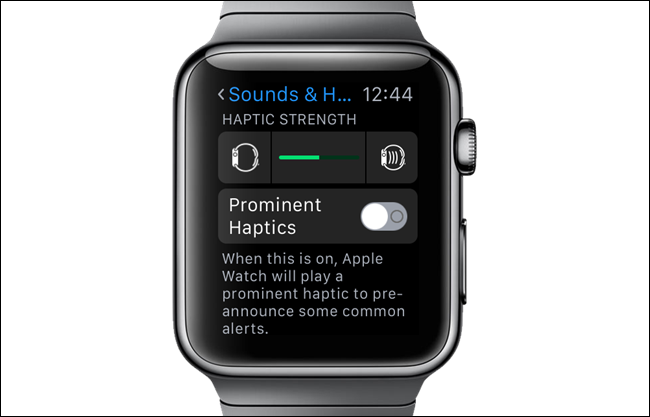 Sounds & H... 12:44
HAPTIC STRENGTH
Prominent
Haptics
When this is on, Apple
Watch will play a
prominent haptic to pre-
announce some common
alerts.